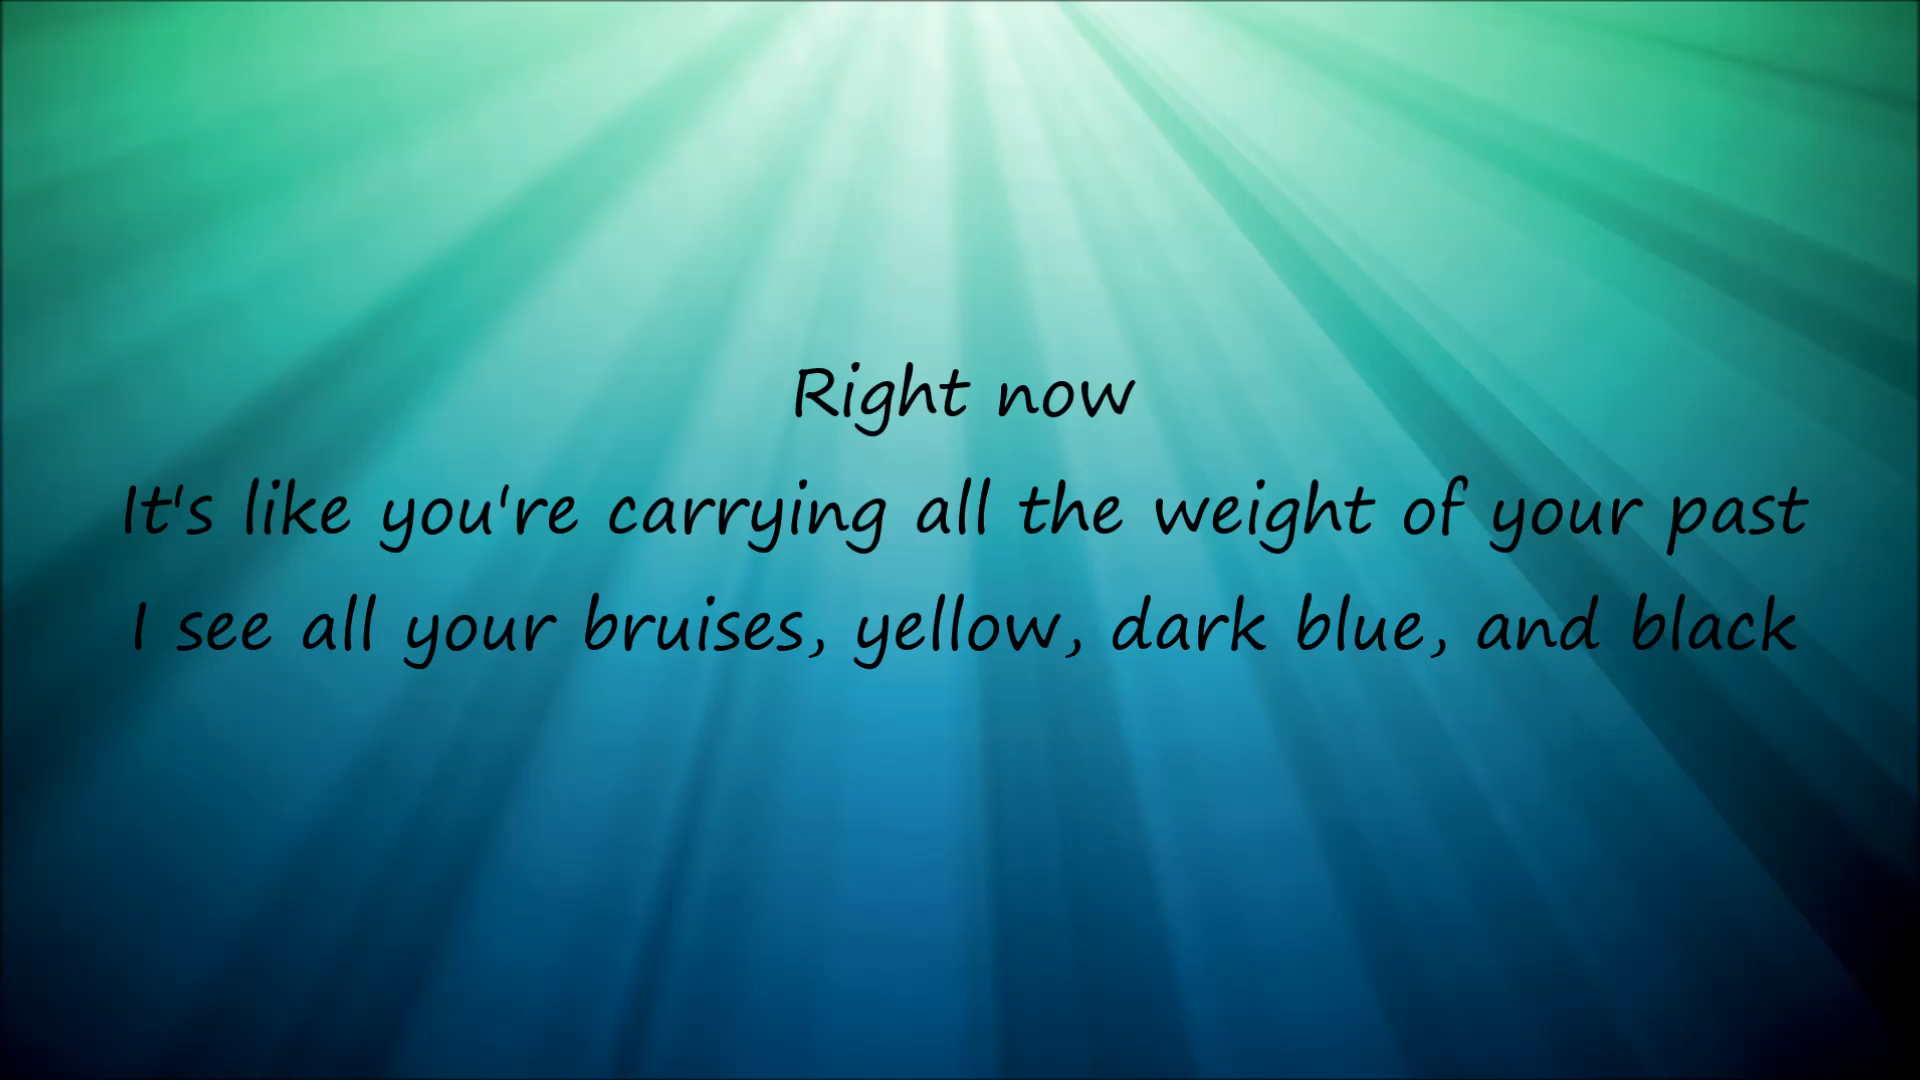 Right now
It's like you're carrying all the weight of your past
I see all your bruises, yellow, dark blue, and black